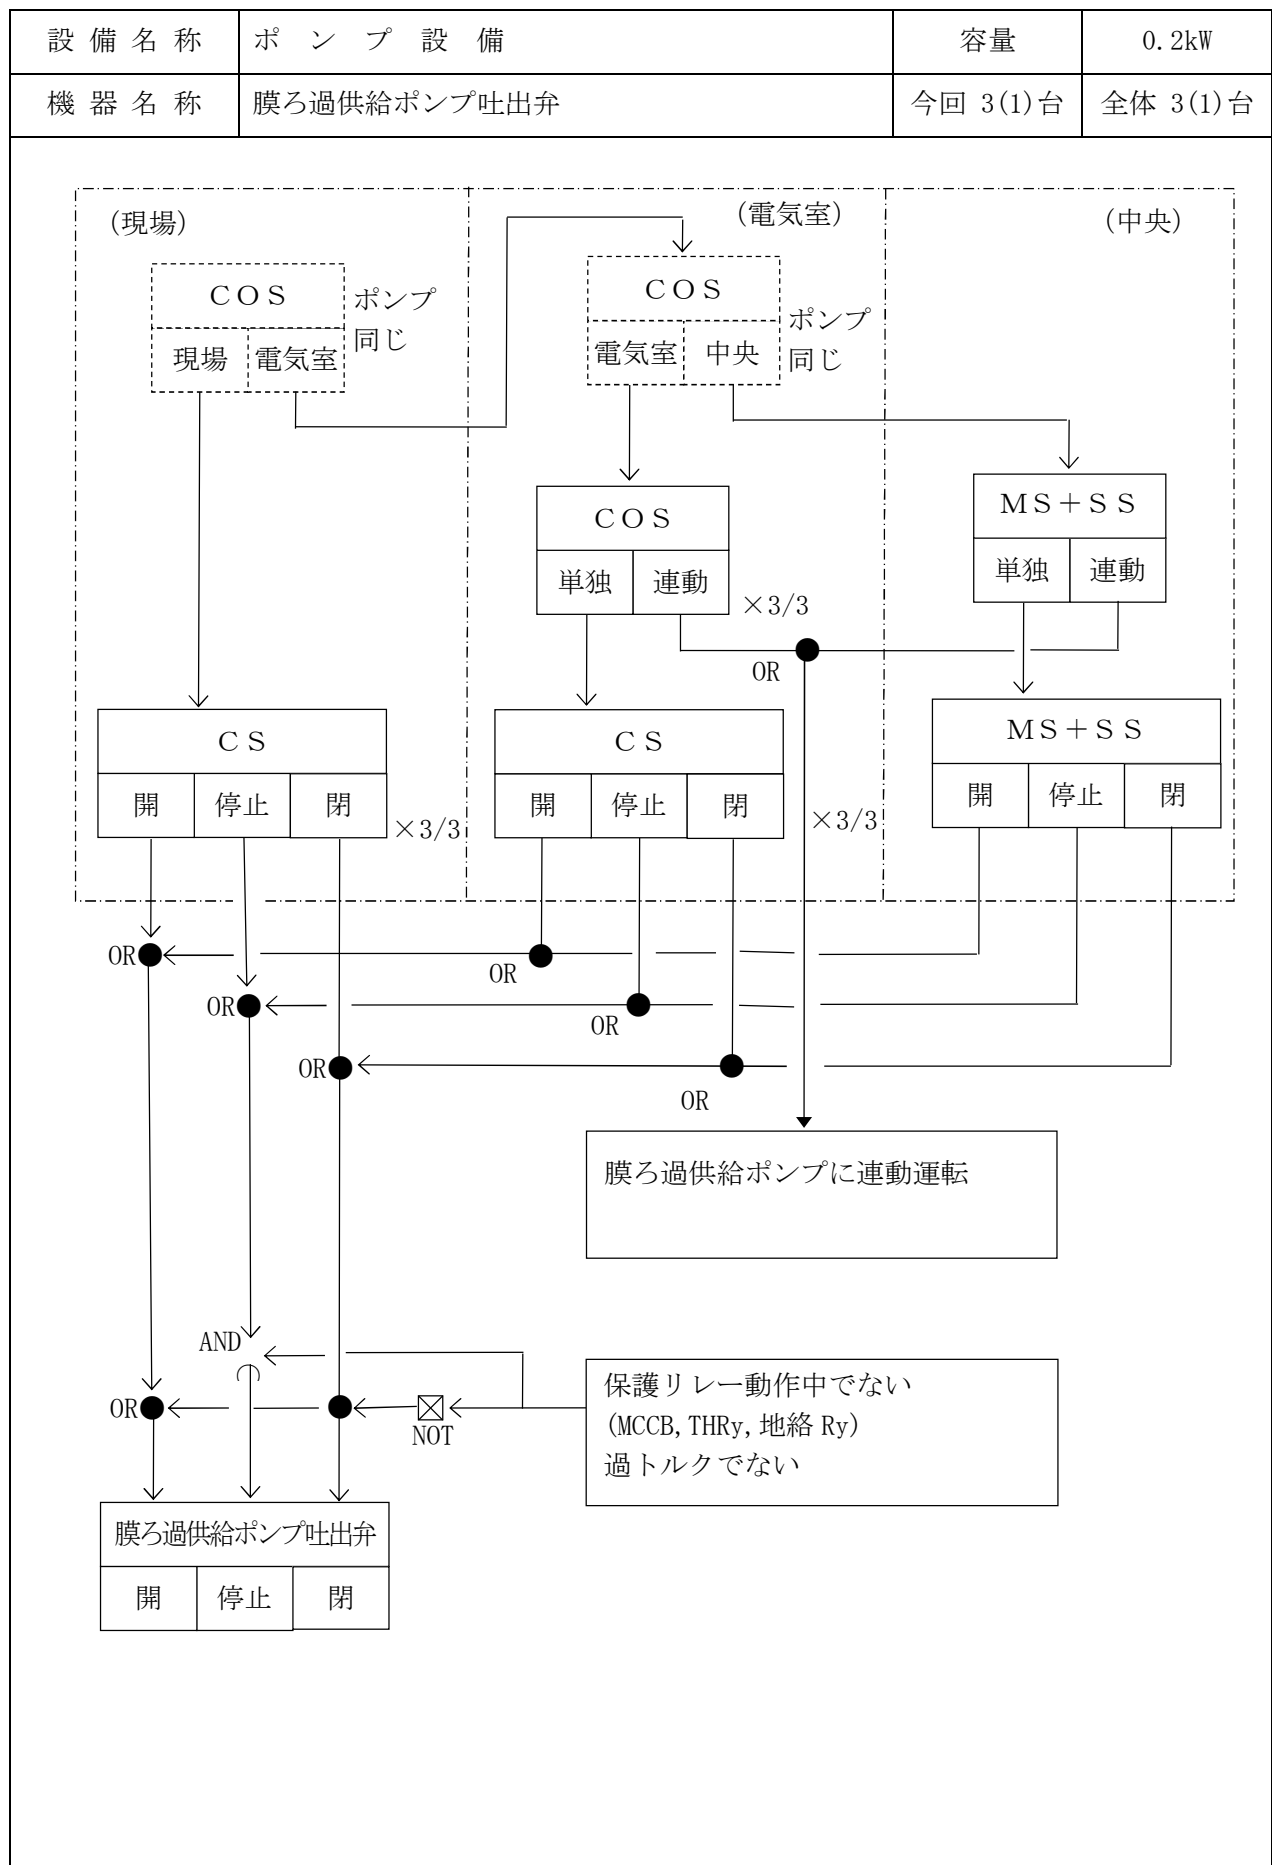 設備名称 ポンプ設備 容量 0.2kW
機器名称 膜ろ過供給ポンプ吐出弁 今回 3(1)台 全体 3(1)台
(現場) (電気室) (中央)
COS
現場 電気室
ポンプ
同じ
COS
電気室 中央
ポンプ
同じ
COS
単独 連動
×3/3
MS+SS
単独 連動
OR
CS
開 停止 閉
×3/3
CS
開 停止 閉
×3/3
MS+SS
開 停止 閉
OR
OR
OR
OR
OR
OR
膜ろ過供給ポンプに連動運転
AND
OR
NOT
保護リレー動作中でない
(MCCB,THRy,地絡 Ry)
過トルクでない
膜ろ過供給ポンプ吐出弁
開 停止 閉